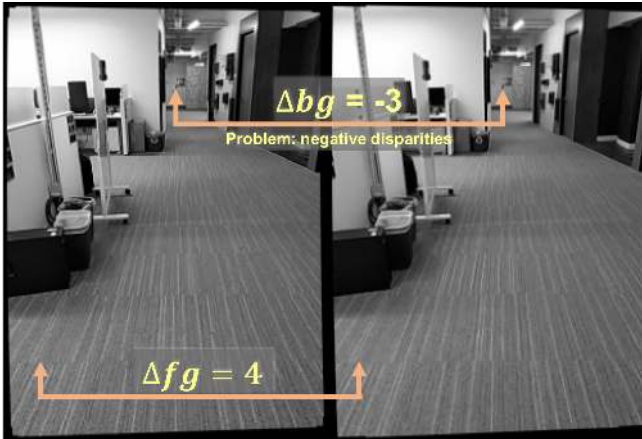 Δbg = -3
Problem: negative disparities
Δfg = 4